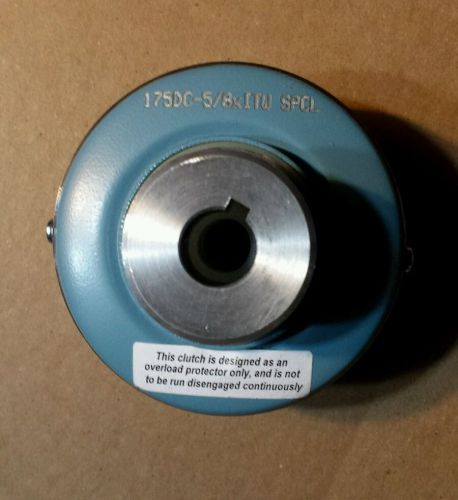 175DC-5/8xITW SPCL
This clutch is designed as an
overload protector only, and is not
to be run disengaged continuously